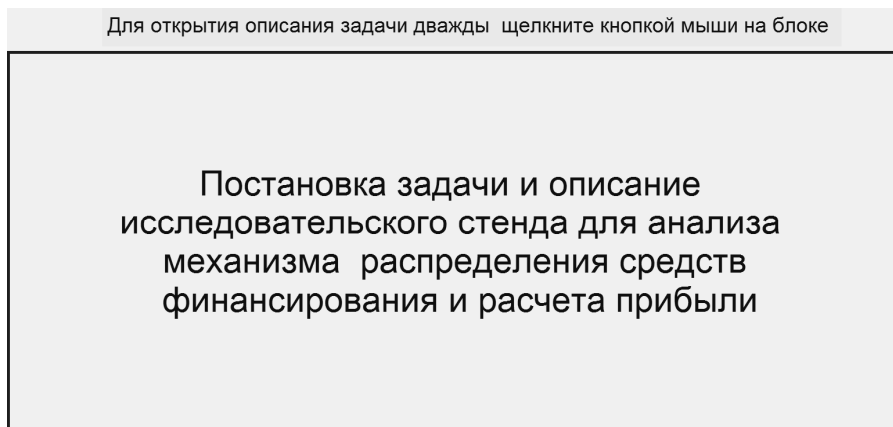 Для открытия описания задачи дважды  щелкните кнопкой мыши на блоке
Постановка задачи и описание
исследовательского стенда для анализа
механизма  распределения средств
финансирования и расчета прибыли